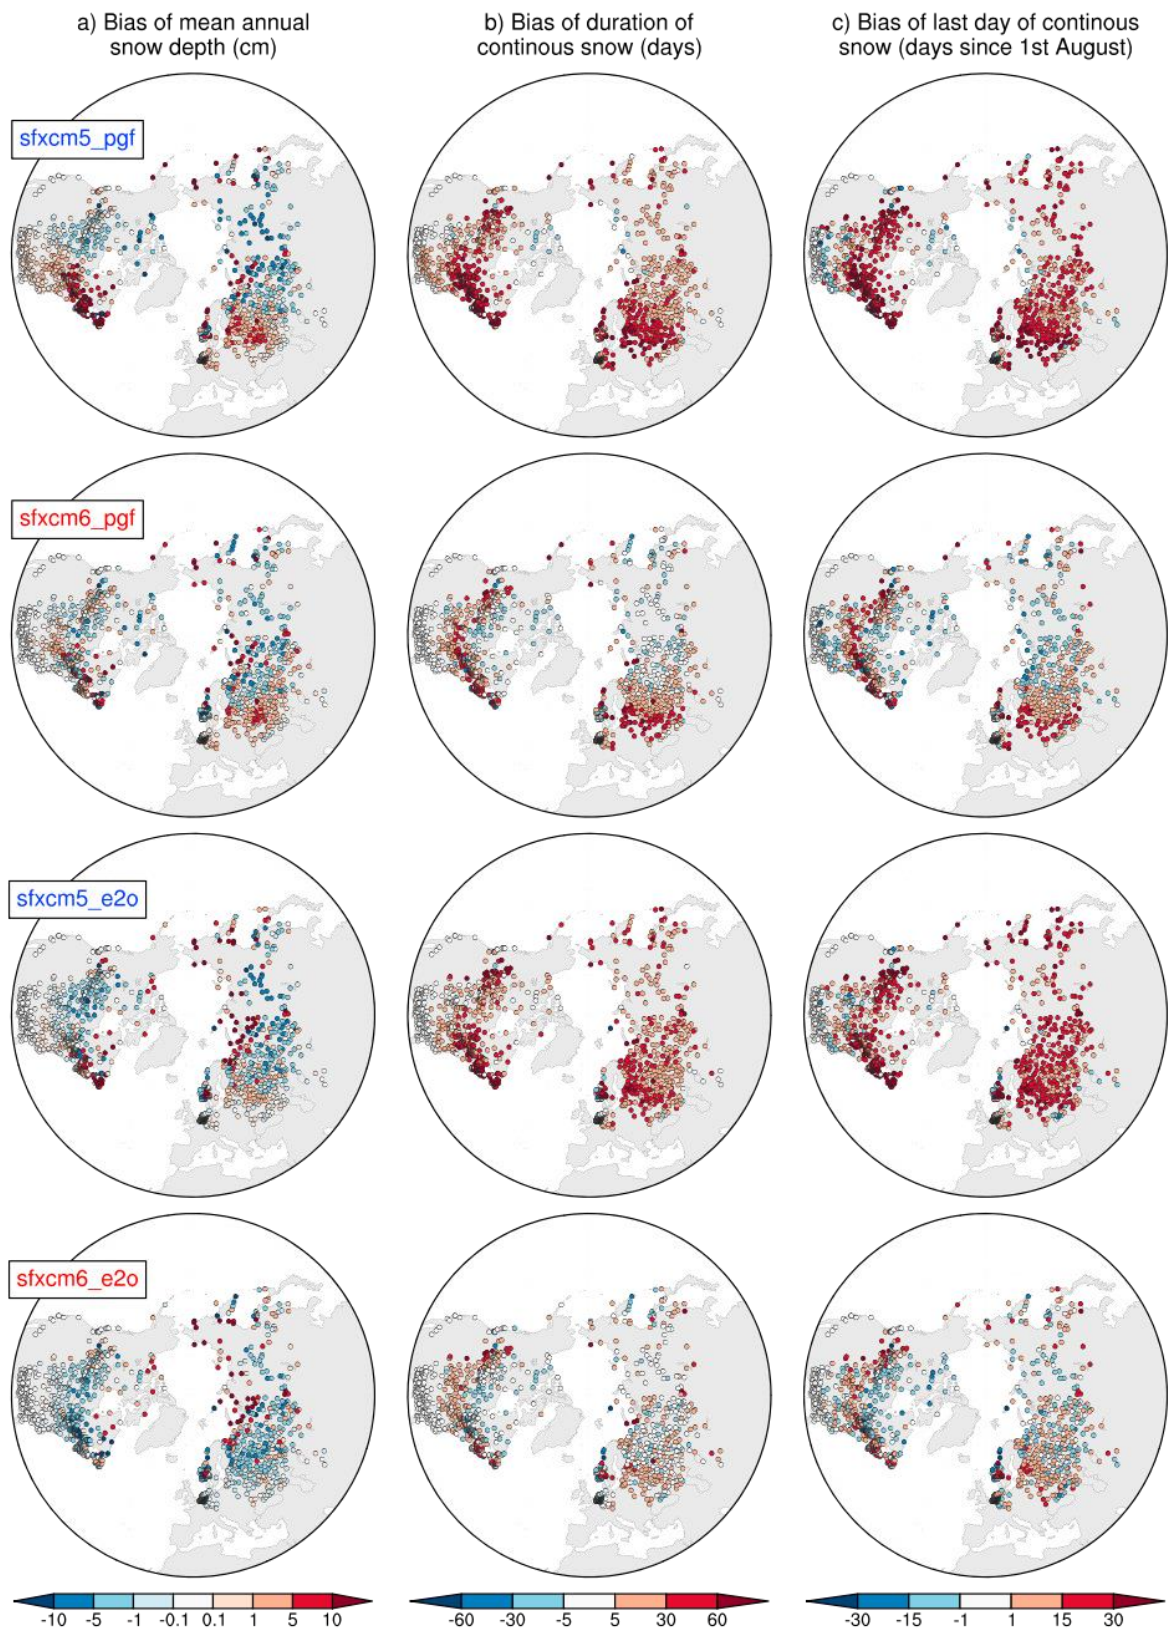 a) Bias of mean annual
snow depth (cm)
b) Bias of duration of
continous snow (days)
c) Bias of last day of continous
snow (days since 1st August)
sfxcm5_pgf
sfxcm6_pgf
sfxcm5_e2o
sfxcm6_e2o
-10 -5 -1 -0.1 0.1 1 5 10
-60 -30 -5 5 30 60
-30 -15 -1 1 15 30